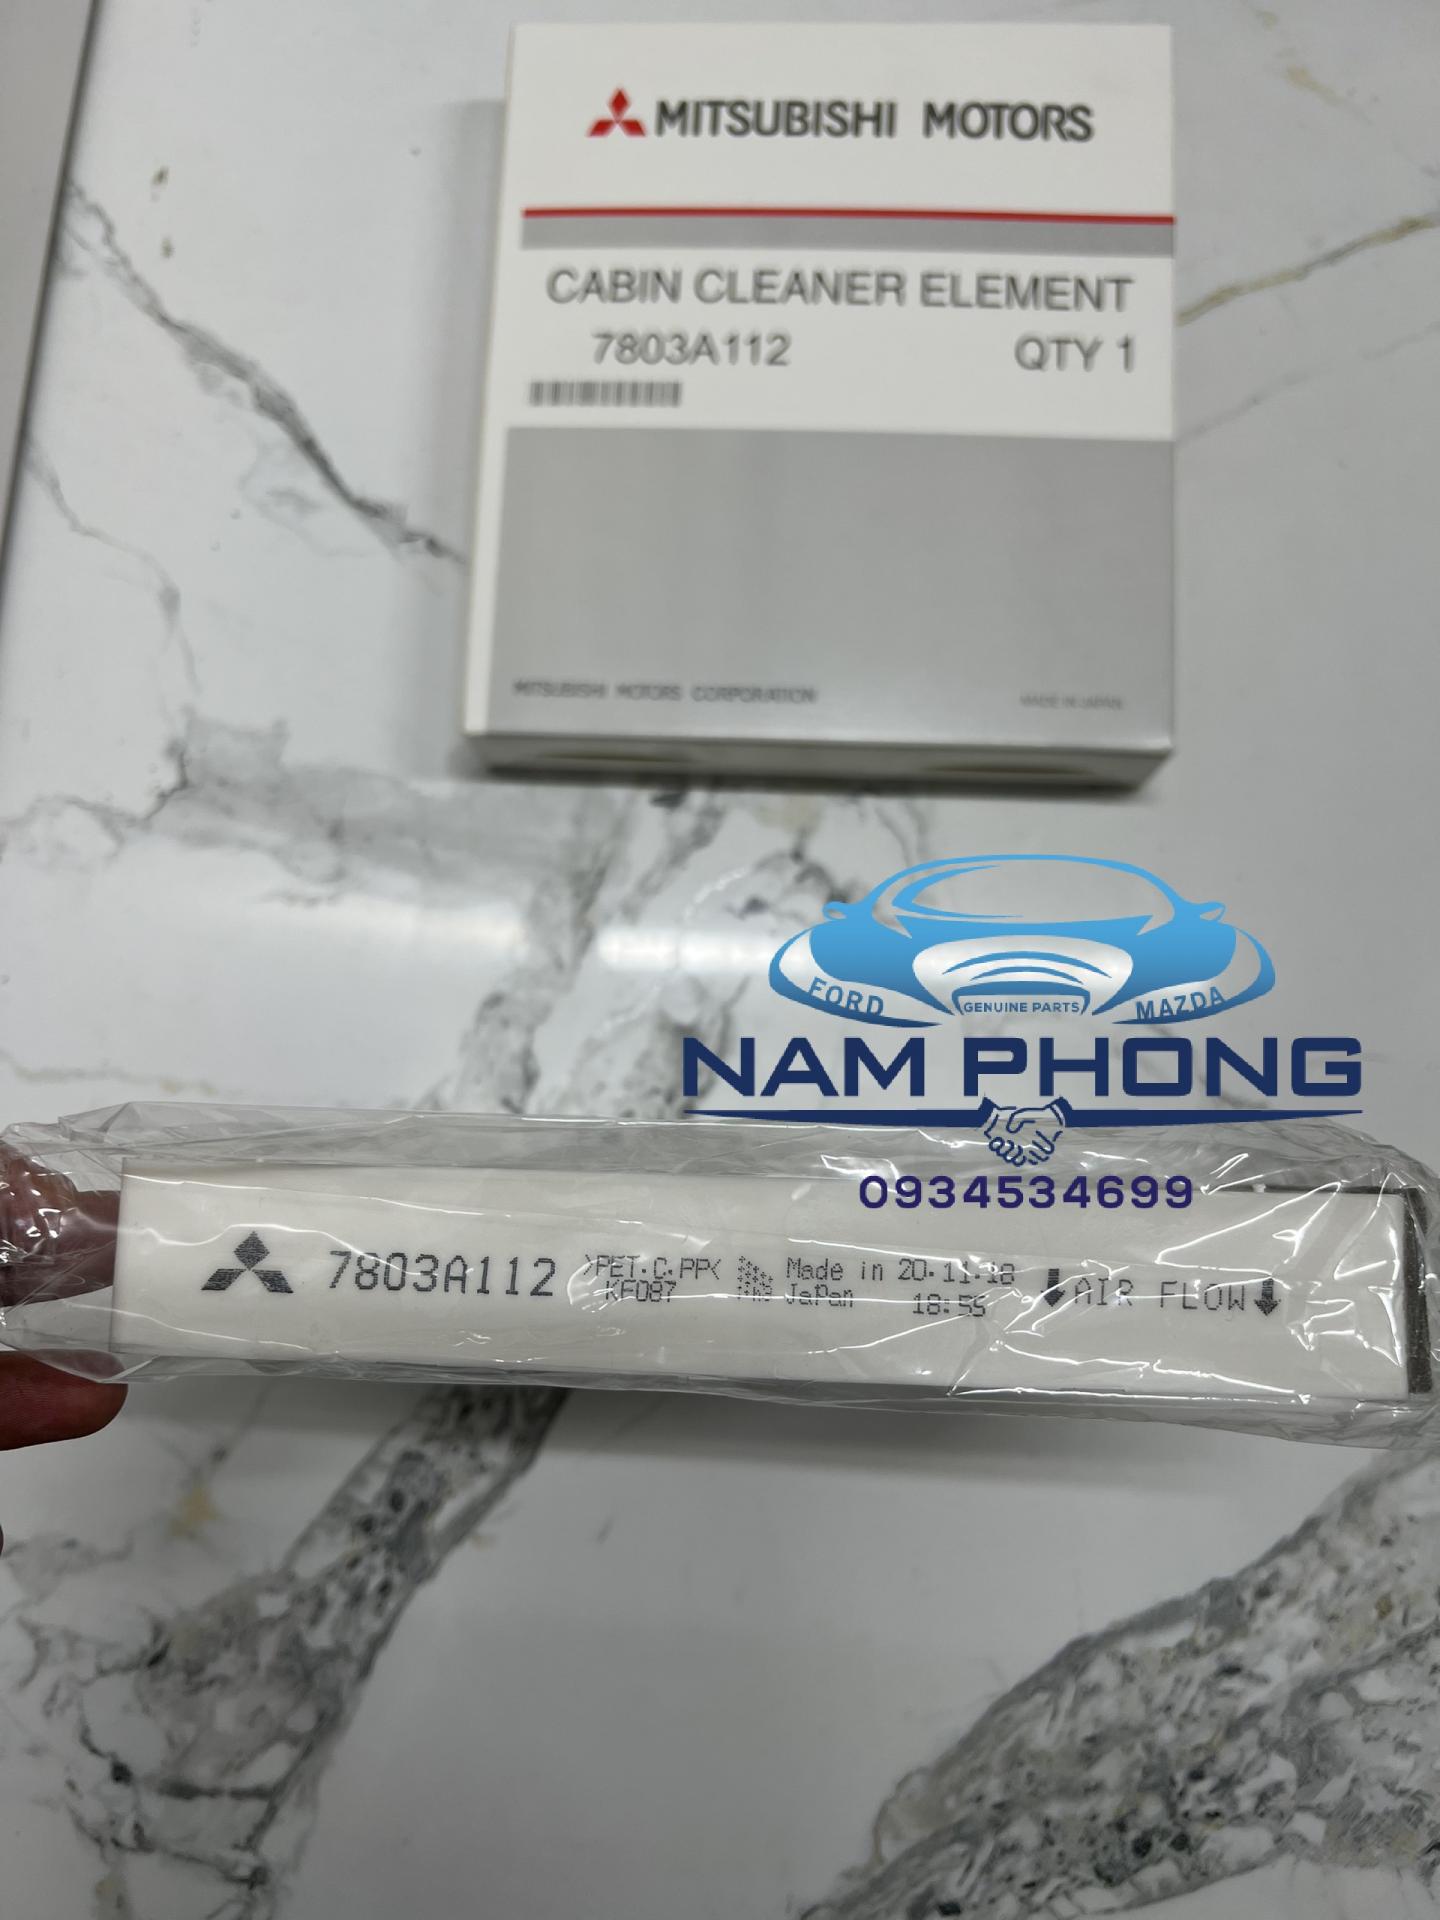 MITSUBISHI MOTORS
CABIN CLEANER ELEMENT
7803A112 QTY 1
MITSUBISHI MOTORS CORPORATION MADE IN JAPAN
FORD GENUINE PARTS MAZDA
NAM PHONG
0934534699
7803A112 >PET.C.PP< Made in 20.11.18 ↓AIR FLOW↓
KF087 JaPan 18:55